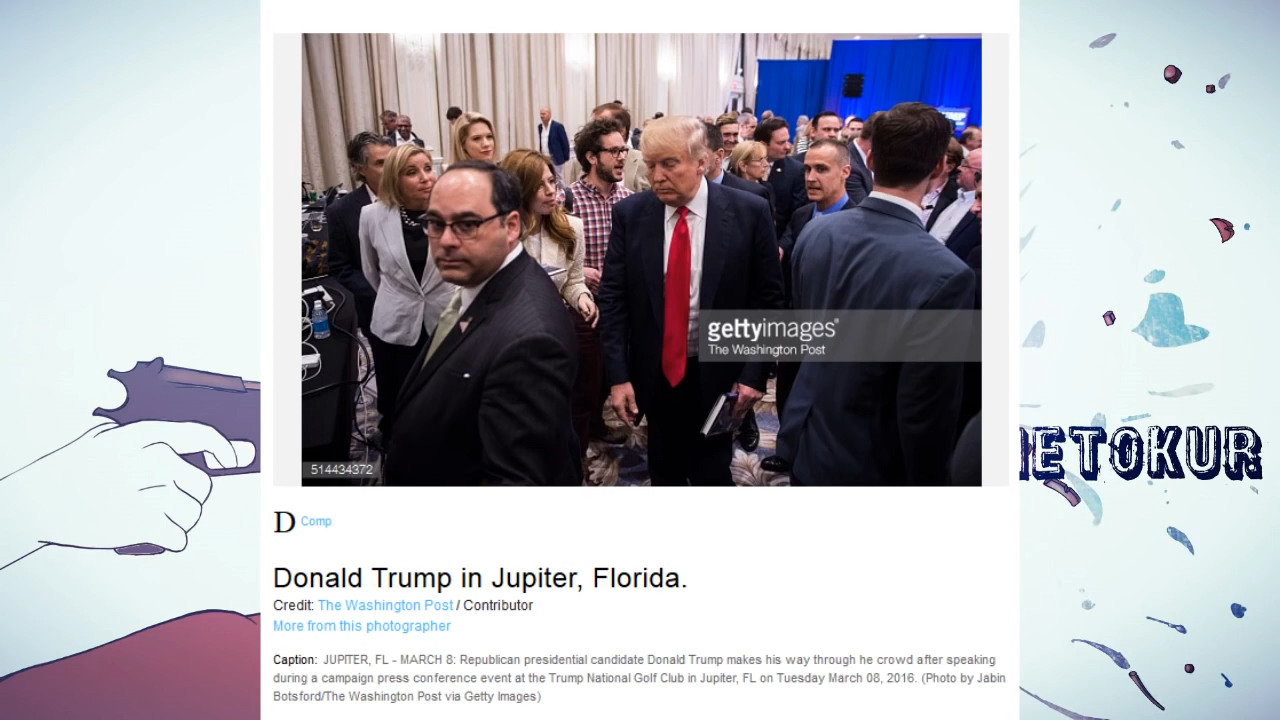 gettyimages®
The Washington Post
514434372
ETOKUR
D Comp
Donald Trump in Jupiter, Florida.
Credit: The Washington Post / Contributor
More from this photographer
Caption: JUPITER, FL - MARCH 8: Republican presidential candidate Donald Trump makes his way through he crowd after speaking
during a campaign press conference event at the Trump National Golf Club in Jupiter, FL on Tuesday March 08, 2016. (Photo by Jabin
Botsford/The Washington Post via Getty Images)